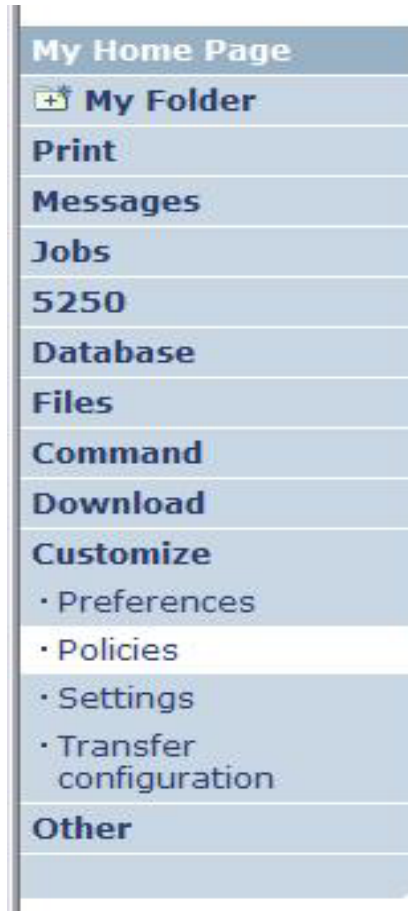 My Home Page
My Folder
Print
Messages
Jobs
5250
Database
Files
Command
Download
Customize
· Preferences
· Policies
· Settings
· Transfer
configuration
Other